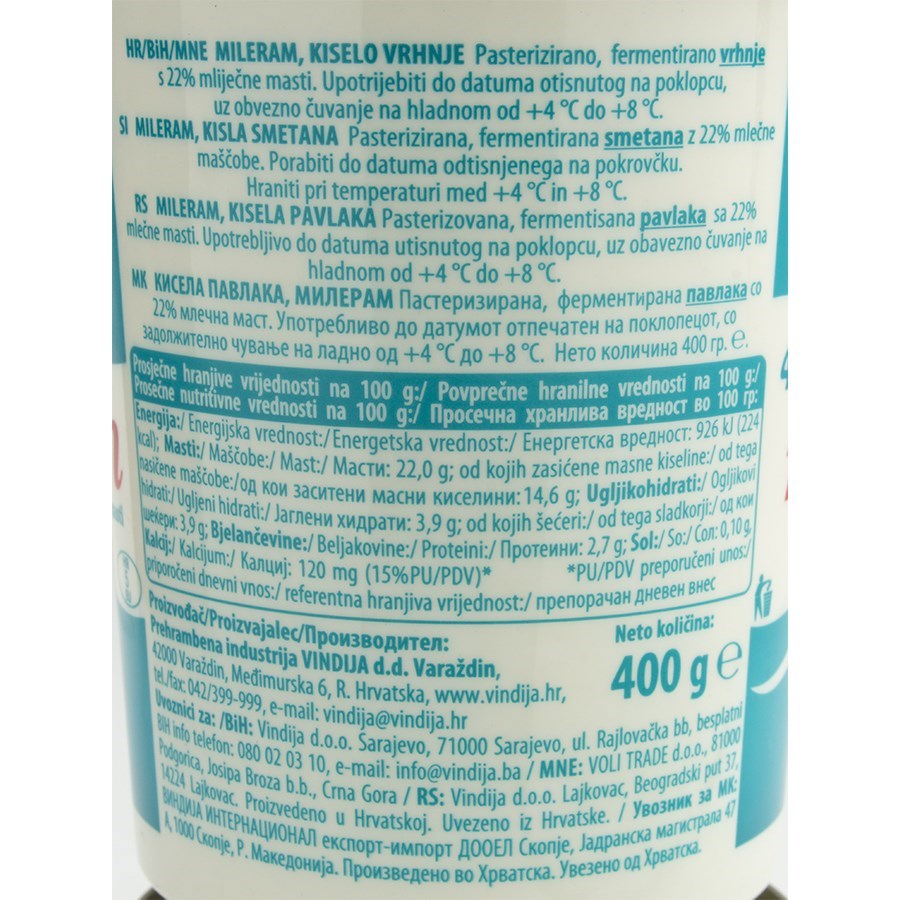 HR/BiH/MNE MILERAM, KISELO VRHNJE Pasterizirano, fermentirano vrhnje
s 22% mliječne masti. Upotrijebiti do datuma otisnutog na poklopcu,
uz obvezno čuvanje na hladnom od +4 °C do +8 °C.
SI MILERAM, KISLA SMETANA Pasterizirana, fermentirana smetana z 22% mlečne
maščobe. Porabiti do datuma odtisnjenega na pokrovčku.
Hraniti pri temperaturi med +4 °C in +8 °C.
RS MILERAM, KISELA PAVLAKA Pasterizovana, fermentisana pavlaka sa 22%
mlečne masti. Upotrebljivo do datuma utisnutog na poklopcu, uz obavezno čuvanje na
hladnom od +4 °C do +8 °C.
MK КИСЕЛА ПАВЛАКА, МИЛЕРАМ Пастеризирана, ферментирана павлака со
22% млечна маст. Употребливо до датумот отпечатен на поклопецот, со
задолжително чување на ладно од +4 °C до +8 °C. Нето количина 400 гр. ℮.
Prosječne hranjive vrijednosti na 100 g:/ Povprečne hranilne vrednosti na 100 g:/
Prosečne nutritivne vrednosti na 100 g:/ Просечна хранлива вредност во 100 гр:
Energija:/ Energijska vrednost:/ Energetska vrednost:/ Енергетска вредност: 926 kJ (224
kcal); Masti:/ Maščobe:/ Mast:/ Масти: 22,0 g; od kojih zasićene masne kiseline:/ od tega
nasičene maščobe:/од кои заситени масни киселини: 14,6 g; Ugljikohidrati:/ Ogljikovi
hidrati:/ Ugljeni hidrati:/ Јаглени хидрати: 3,9 g; od kojih šećeri:/ od tega sladkorji:/ од кои
шеќери: 3,9 g; Bjelančevine:/ Beljakovine:/ Proteini:/ Протеини: 2,7 g; Sol:/ So:/ Сол: 0,10 g,
Kalcij:/ Kalcijum:/ Калциј: 120 mg (15%PU/PDV)* *PU/PDV preporučeni unos:/
priporočeni dnevni vnos:/ referentna hranjiva vrijednost:/ препорачан дневен внес
Proizvođač/Proizvajalec/Производител:
Prehrambena industrija VINDIJA d.d. Varaždin,
42000 Varaždin, Međimurska 6, R. Hrvatska, www.vindija.hr,
tel./fax: 042/399-999, e-mail: vindija@vindija.hr
Neto količina:
400 g ℮
Uvoznici za: /BiH: Vindija d.o.o. Sarajevo, 71000 Sarajevo, ul. Rajlovačka bb, besplatni
BIH info telefon: 080 02 03 10, e-mail: info@vindija.ba / MNE: VOLI TRADE d.o.o., 81000
Podgorica, Josipa Broza b.b., Crna Gora / RS: Vindija d.o.o. Lajkovac, Beogradski put 37,
14224 Lajkovac. Proizvedeno u Hrvatskoj. Uvezeno iz Hrvatske. / Увозник за МК:
ВИНДИЈА ИНТЕРНАЦИОНАЛ експорт-импорт ДООЕЛ Скопје, Јадранска магистрала 47
А, 1000 Скопје, Р. Македонија. Произведено во Хрватска. Увезено од Хрватска.